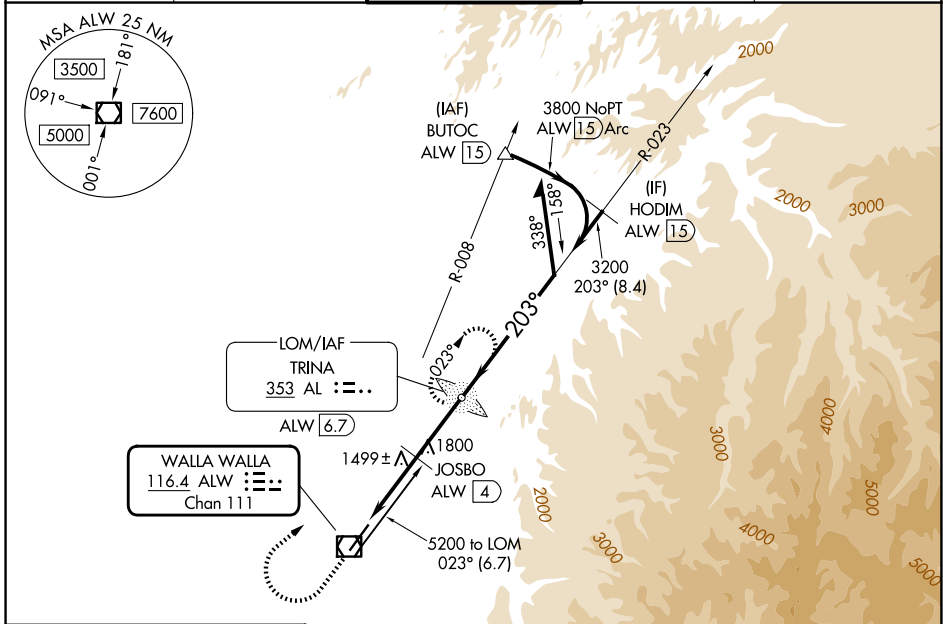 MSA ALW 25 NM
181°
3500
091°
7600
5000
001°
2000
(IAF)
BUTOC
ALW 15
3800 NoPT
ALW 15 Arc
R-023
(IF)
HODIM
ALW 15
2000
3000
338°
158°
3200
203° (8.4)
R-008
203°
023°
LOM/IAF
TRINA
353 AL
ALW 6.7
1499±
1800
JOSBO
ALW 4
WALLA WALLA
116.4 ALW
Chan 111
5200 to LOM
023° (6.7)
3000
4000
2000
5000
3000
4000
5000